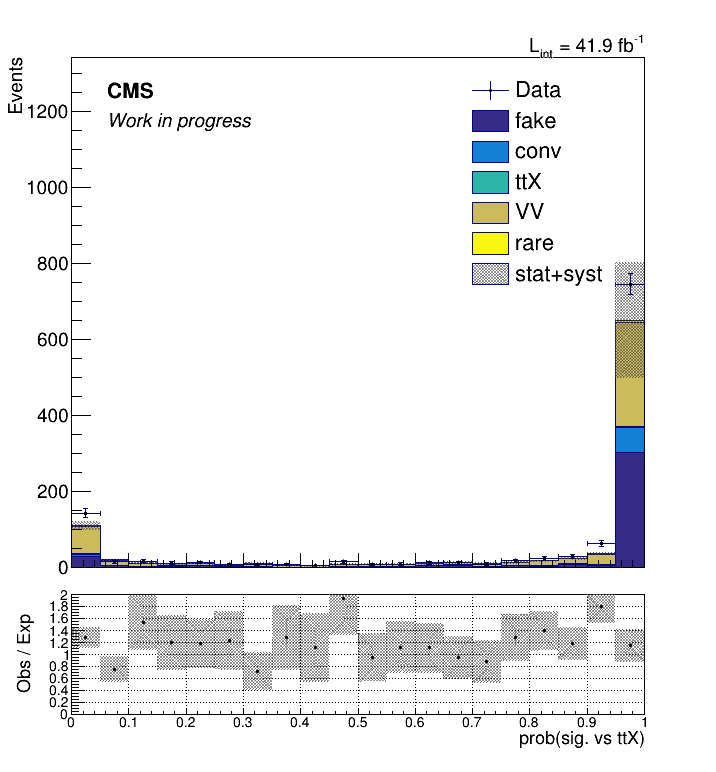 L_int = 41.9 fb^-1
Events
CMS
Work in progress
Data
fake
conv
ttX
VV
rare
stat+syst
1200
1000
800
600
400
200
0
Obs / Exp
2
1.8
1.6
1.4
1.2
1
0.8
0.6
0.4
0.2
0
0 0.1 0.2 0.3 0.4 0.5 0.6 0.7 0.8 0.9 1
prob(sig. vs ttX)